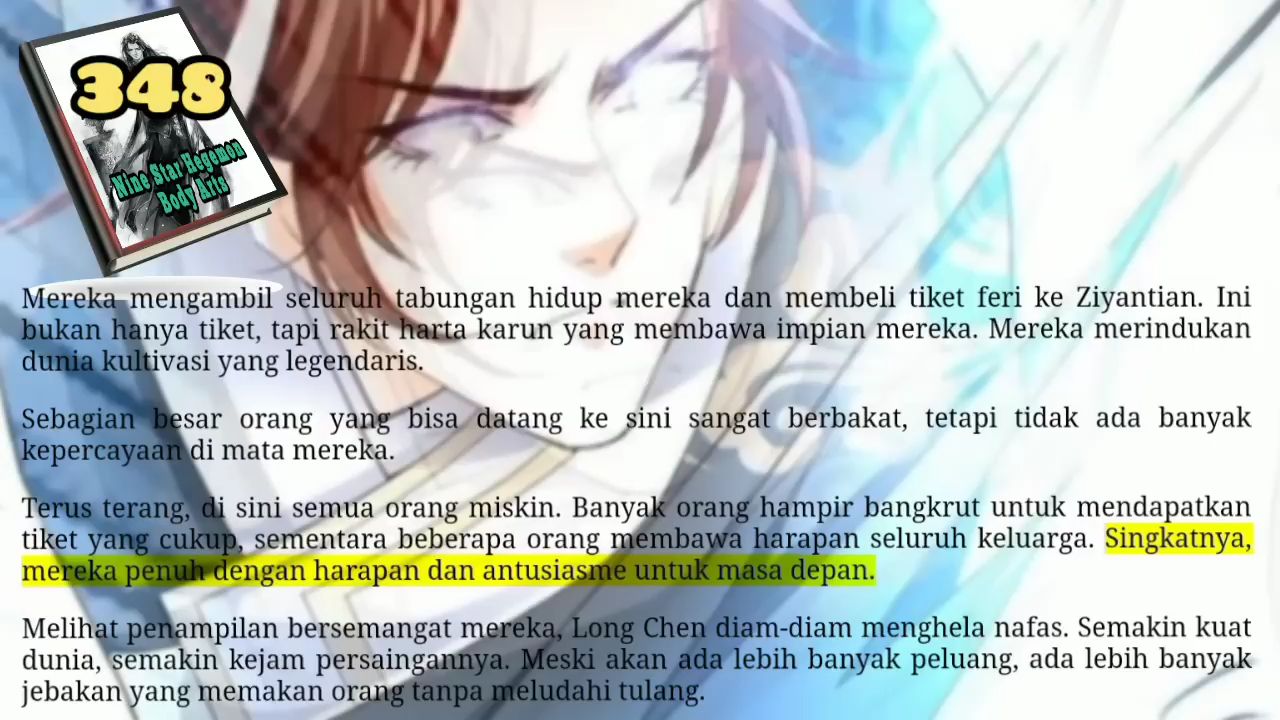 348
Nine Star Hegemon
Body Arts
Mereka mengambil seluruh tabungan hidup mereka dan membeli tiket feri ke Ziyantian. Ini
bukan hanya tiket, tapi rakit harta karun yang membawa impian mereka. Mereka merindukan
dunia kultivasi yang legendaris.
Sebagian besar orang yang bisa datang ke sini sangat berbakat, tetapi tidak ada banyak
kepercayaan di mata mereka.
Terus terang, di sini semua orang miskin. Banyak orang hampir bangkrut untuk mendapatkan
tiket yang cukup, sementara beberapa orang membawa harapan seluruh keluarga. Singkatnya,
mereka penuh dengan harapan dan antusiasme untuk masa depan.
Melihat penampilan bersemangat mereka, Long Chen diam-diam menghela nafas. Semakin kuat
dunia, semakin kejam persaingannya. Meski akan ada lebih banyak peluang, ada lebih banyak
jebakan yang memakan orang tanpa meludahi tulang.